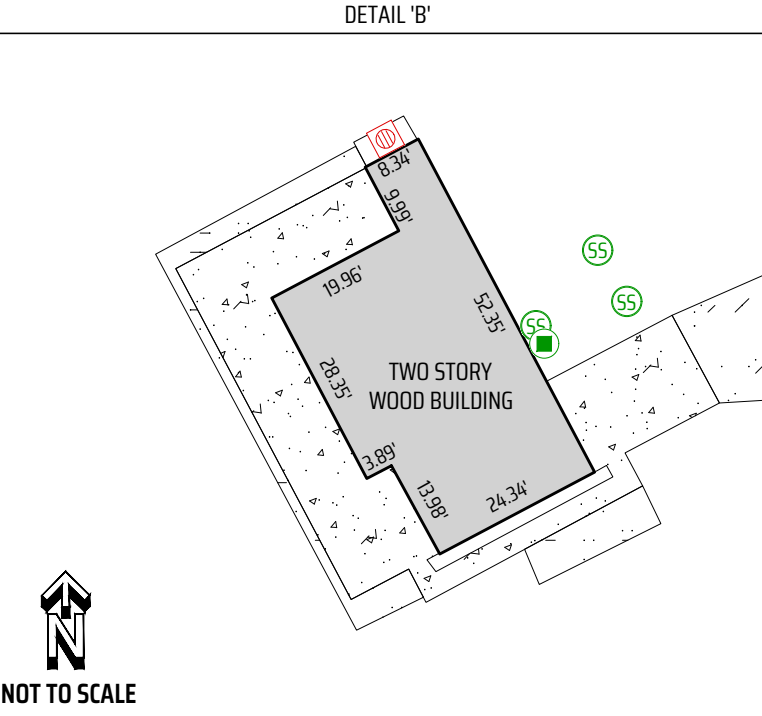 DETAIL 'B'
8.34'
9.99'
19.96'
SS
SS
52.35'
SS
28.35'
TWO STORY
WOOD BUILDING
3.89'
13.98'
24.34'
N
NOT TO SCALE